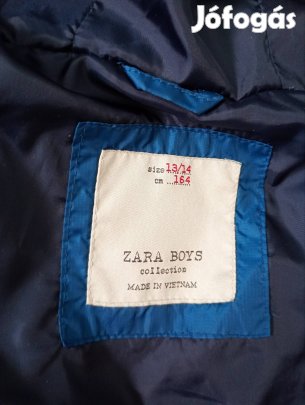 Jófogás
size 13/14
cm 164
ZARA BOYS
collection
MADE IN VIETNAM